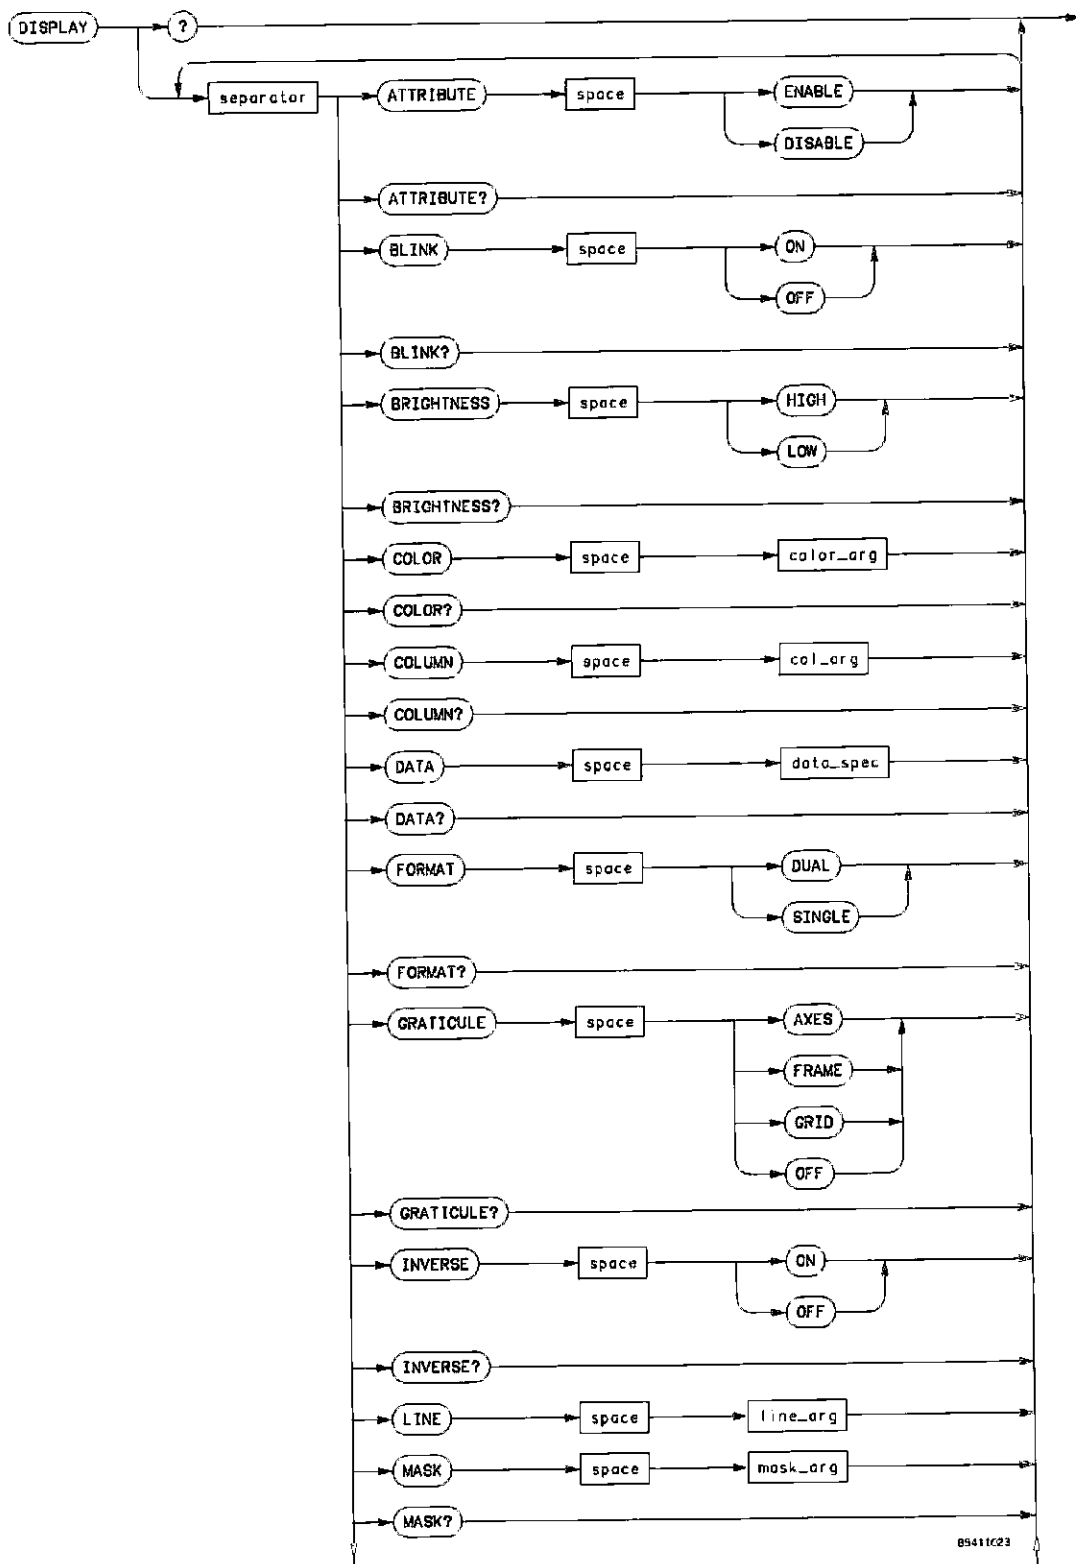 DISPLAY ?
separator ATTRIBUTE space ENABLE
DISABLE
ATTRIBUTE?
BLINK space ON
OFF
BLINK?
BRIGHTNESS space HIGH
LOW
BRIGHTNESS?
COLOR space color_arg
COLOR?
COLUMN space col_arg
COLUMN?
DATA space data_spec
DATA?
FORMAT space DUAL
SINGLE
FORMAT?
GRATICULE space AXES
FRAME
GRID
OFF
GRATICULE?
INVERSE space ON
OFF
INVERSE?
LINE space line_arg
MASK space mask_arg
MASK?
89411C23